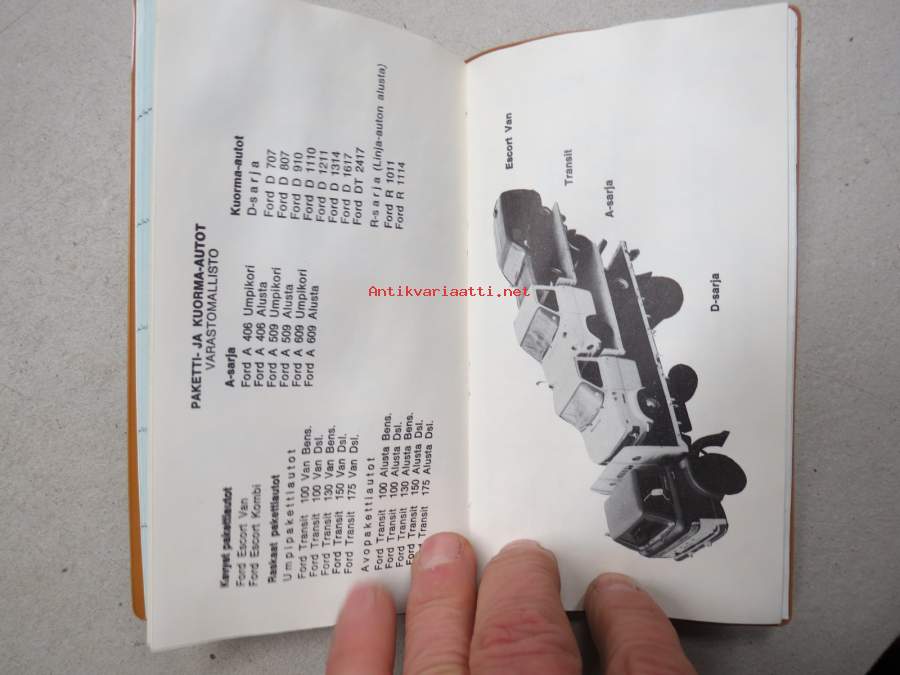 PAKETTI- JA KUORMA-AUTOT
VARASTOMALLISTO
Kevyet pakettiautot
Ford Escort Van
Ford Escort Kombi
Raskaat pakettiautot
Umpipakettiautot
Ford Transit 100 Van Bens.
Ford Transit 100 Van Dsl.
Ford Transit 130 Van Bens.
Ford Transit 150 Van Dsl.
Ford Transit 175 Van Dsl.
Avopakettiautot
Ford Transit 100 Alusta Bens.
Ford Transit 100 Alusta Dsl.
Ford Transit 130 Alusta Bens.
Ford Transit 150 Alusta Dsl.
Transit 175 Alusta Dsl.
A-sarja
Ford A 406 Umpikori
Ford A 406 Alusta
Ford A 509 Umpikori
Ford A 509 Alusta
Ford A 609 Umpikori
Ford A 609 Alusta
Kuorma-autot
D-sarja
Ford D 707
Ford D 807
Ford D 910
Ford D 1110
Ford D 1211
Ford D 1314
Ford D 1617
Ford DT 2417
R-sarja (Linja-auton alusta)
Ford R 1011
Ford R 1114
Escort Van
Transit
A-sarja
D-sarja
Antikvariaatti.net